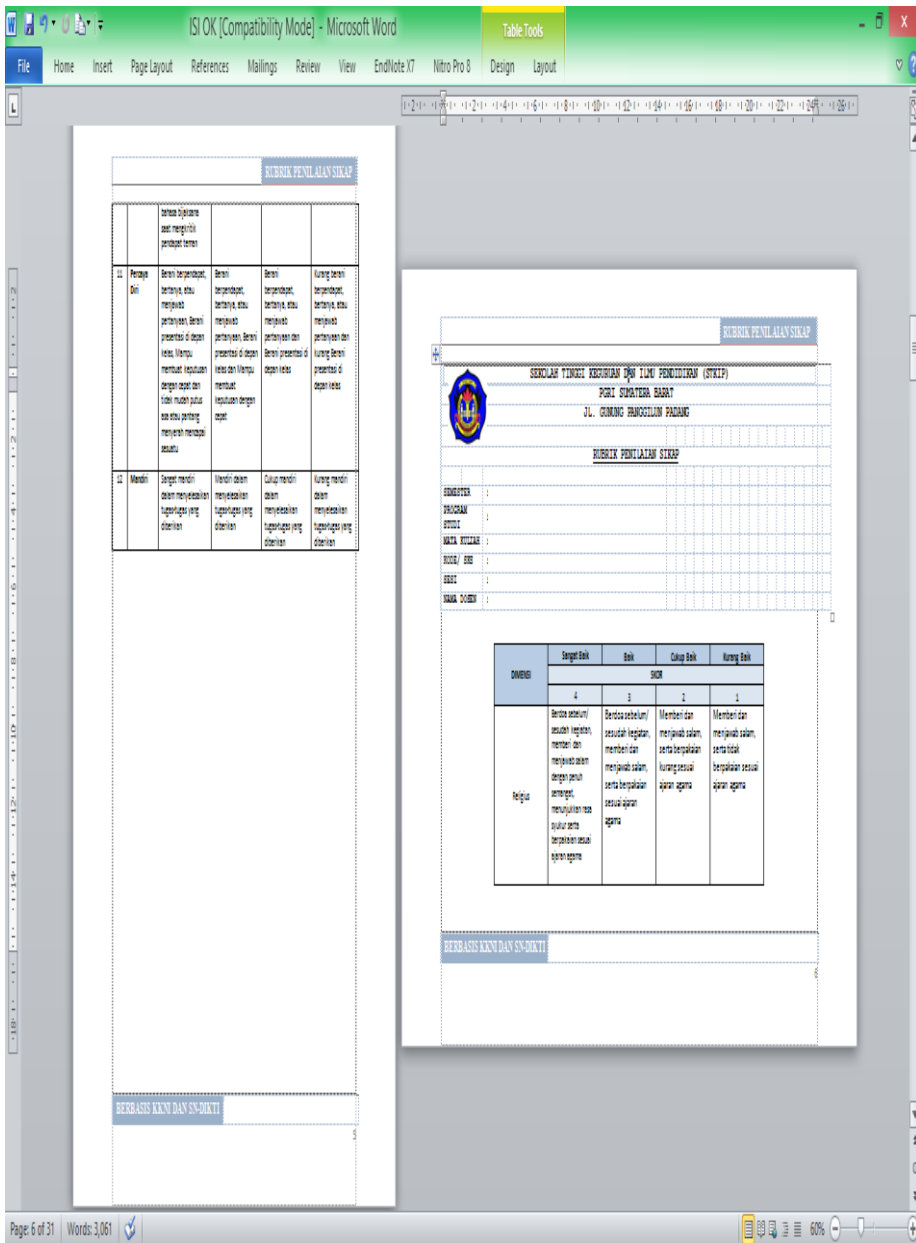 ISI OK [Compatibility Mode] - Microsoft Word
Table Tools
File Home Insert Page Layout References Mailings Review View EndNote X7 Nitro Pro 8 Design Layout
RUBRIK PENILAIAN SIKAP
bahasa bijaksana
saat mengkritik
pendapat teman
11 Percaya Diri
Berani berpendapat,
bertanya, atau
menjawab
pertanyaan, Berani
presentasi di depan
kelas, Mampu
membuat keputusan
dengan cepat dan
tidak mudah putus
asa atau pantang
menyerah mencapai
sesuatu
Berani
berpendapat,
bertanya, atau
menjawab
pertanyaan, Berani
presentasi di depan
kelas dan Mampu
membuat
keputusan dengan
cepat
Berani
berpendapat,
bertanya, atau
menjawab
pertanyaan dan
Berani presentasi di
depan kelas
Kurang berani
berpendapat,
bertanya, atau
menjawab
pertanyaan dan
kurang Berani
presentasi di
depan kelas
12 Mandiri
Sangat mandiri
dalam menyelesaikan
tugas-tugas yang
diberikan
Mandiri dalam
menyelesaikan
tugas-tugas yang
diberikan
Cukup mandiri
dalam
menyelesaikan
tugas-tugas yang
diberikan
Kurang mandiri
dalam
menyelesaikan
tugas-tugas yang
diberikan
BERBASIS KKNI DAN SN-DIKTI
5
RUBRIK PENILAIAN SIKAP
SEKOLAH TINGGI KEGURUAN DAN ILMU PENDIDIKAN (STKIP)
PGRI SUMATERA BARAT
JL. GUNUNG PANGGILUN PADANG
RUBRIK PENILAIAN SIKAP
SEMESTER :
PROGRAM
STUDI :
MATA KULIAH :
KODE/ SKS :
SESI :
NAMA DOSEN :
DIMENSI
Sangat Baik Baik Cukup Baik Kurang Baik
SKOR
4 3 2 1
Religius
Berdoa sebelum/
sesudah kegiatan,
memberi dan
menjawab salam
dengan penuh
semangat,
menunjukkan rasa
syukur serta
berpakaian sesuai
ajaran agama
Berdoa sebelum/
sesudah kegiatan,
memberi dan
menjawab salam,
serta berpakaian
sesuai ajaran
agama
Memberi dan
menjawab salam,
serta berpakaian
kurang sesuai
ajaran agama
Memberi dan
menjawab salam,
serta tidak
berpakaian sesuai
ajaran agama
BERBASIS KKNI DAN SN-DIKTI
6
Page: 6 of 31 Words: 3,061 60%